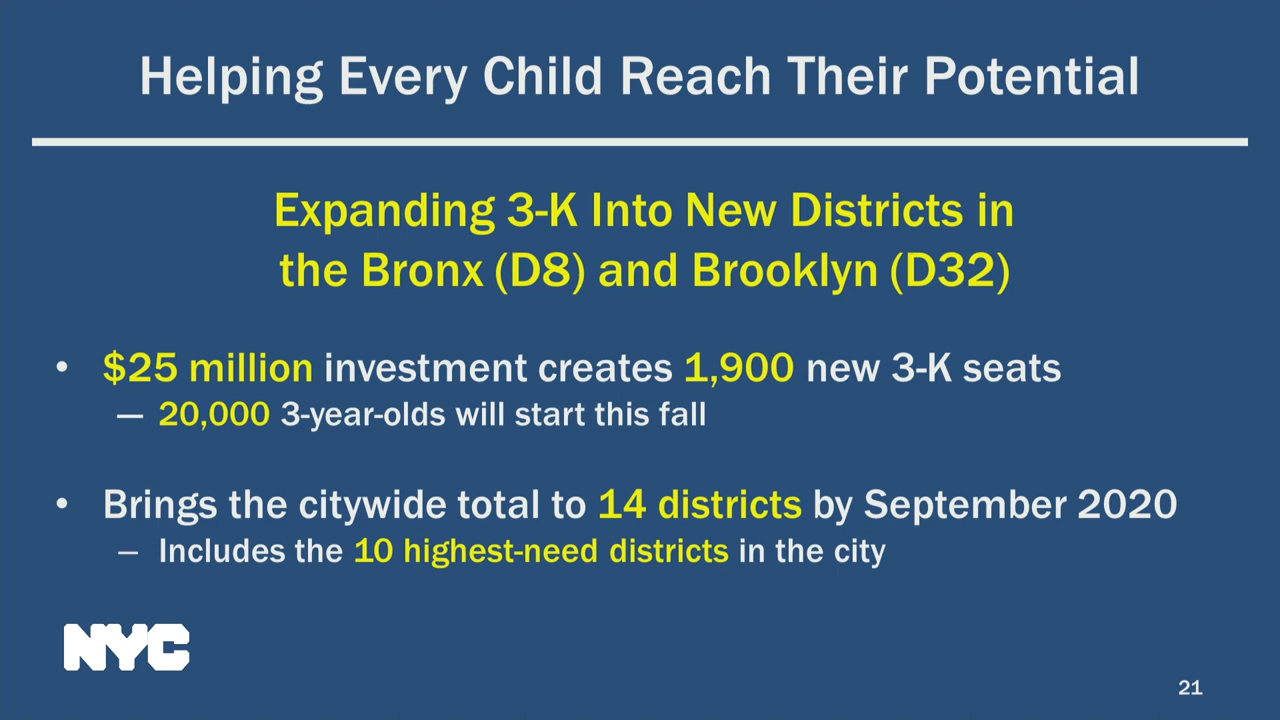 Helping Every Child Reach Their Potential
Expanding 3-K Into New Districts in
the Bronx (D8) and Brooklyn (D32)
• $25 million investment creates 1,900 new 3-K seats
— 20,000 3-year-olds will start this fall
• Brings the citywide total to 14 districts by September 2020
– Includes the 10 highest-need districts in the city
NYC
21